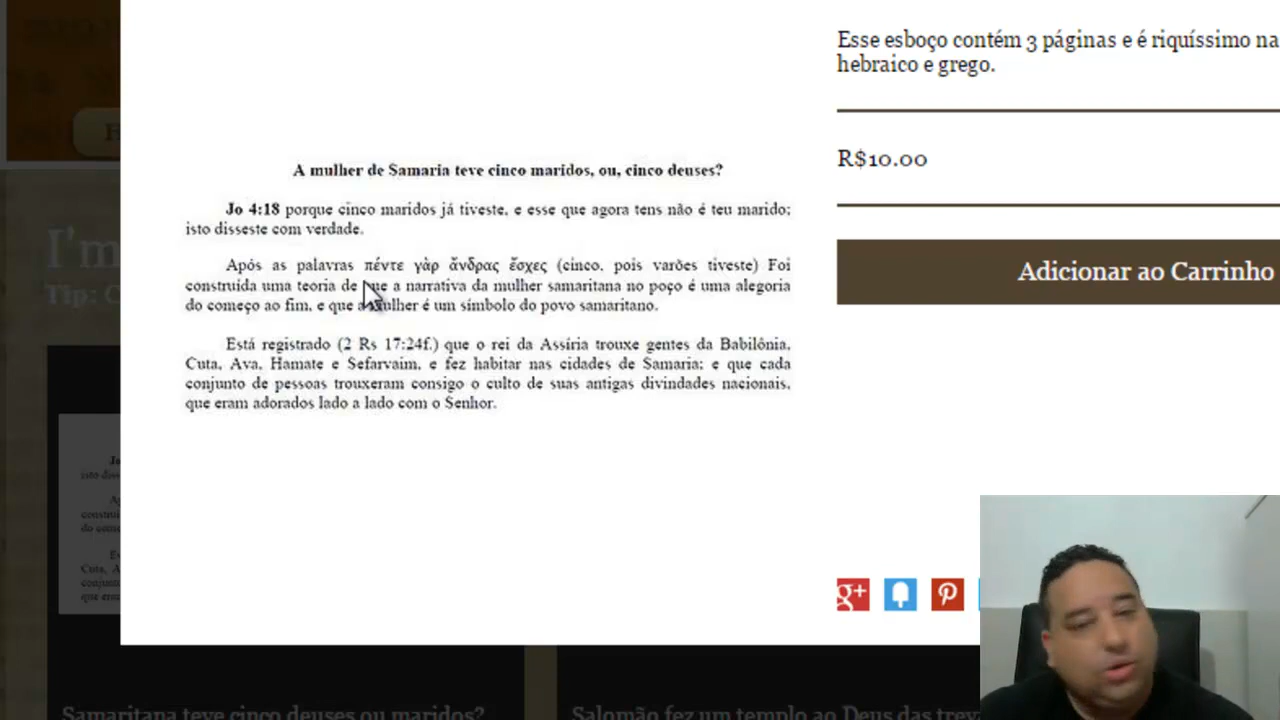 Esse esboço contém 3 páginas e é riquíssimo na
hebraico e grego.
R$10.00
Adicionar ao Carrinho
A mulher de Samaria teve cinco maridos, ou, cinco deuses?
Jo 4:18 porque cinco maridos já tiveste, e esse que agora tens não é teu marido;
isto disseste com verdade.
Após as palavras πέντε γὰρ ἄνδρας ἔσχες (cinco, pois varões tiveste) Foi
construída uma teoria de que a narrativa da mulher samaritana no poço é uma alegoria
do começo ao fim, e que a mulher é um símbolo do povo samaritano.
Está registrado (2 Rs 17:24f.) que o rei da Assíria trouxe gentes da Babilônia,
Cuta, Ava, Hamate e Sefarvaim, e fez habitar nas cidades de Samaria; e que cada
conjunto de pessoas trouxeram consigo o culto de suas antigas divindades nacionais,
que eram adorados lado a lado com o Senhor.
g+
I'm
Tip:
Samaritana teve cinco deuses ou maridos?
Salomão fez um templo ao Deus das trev